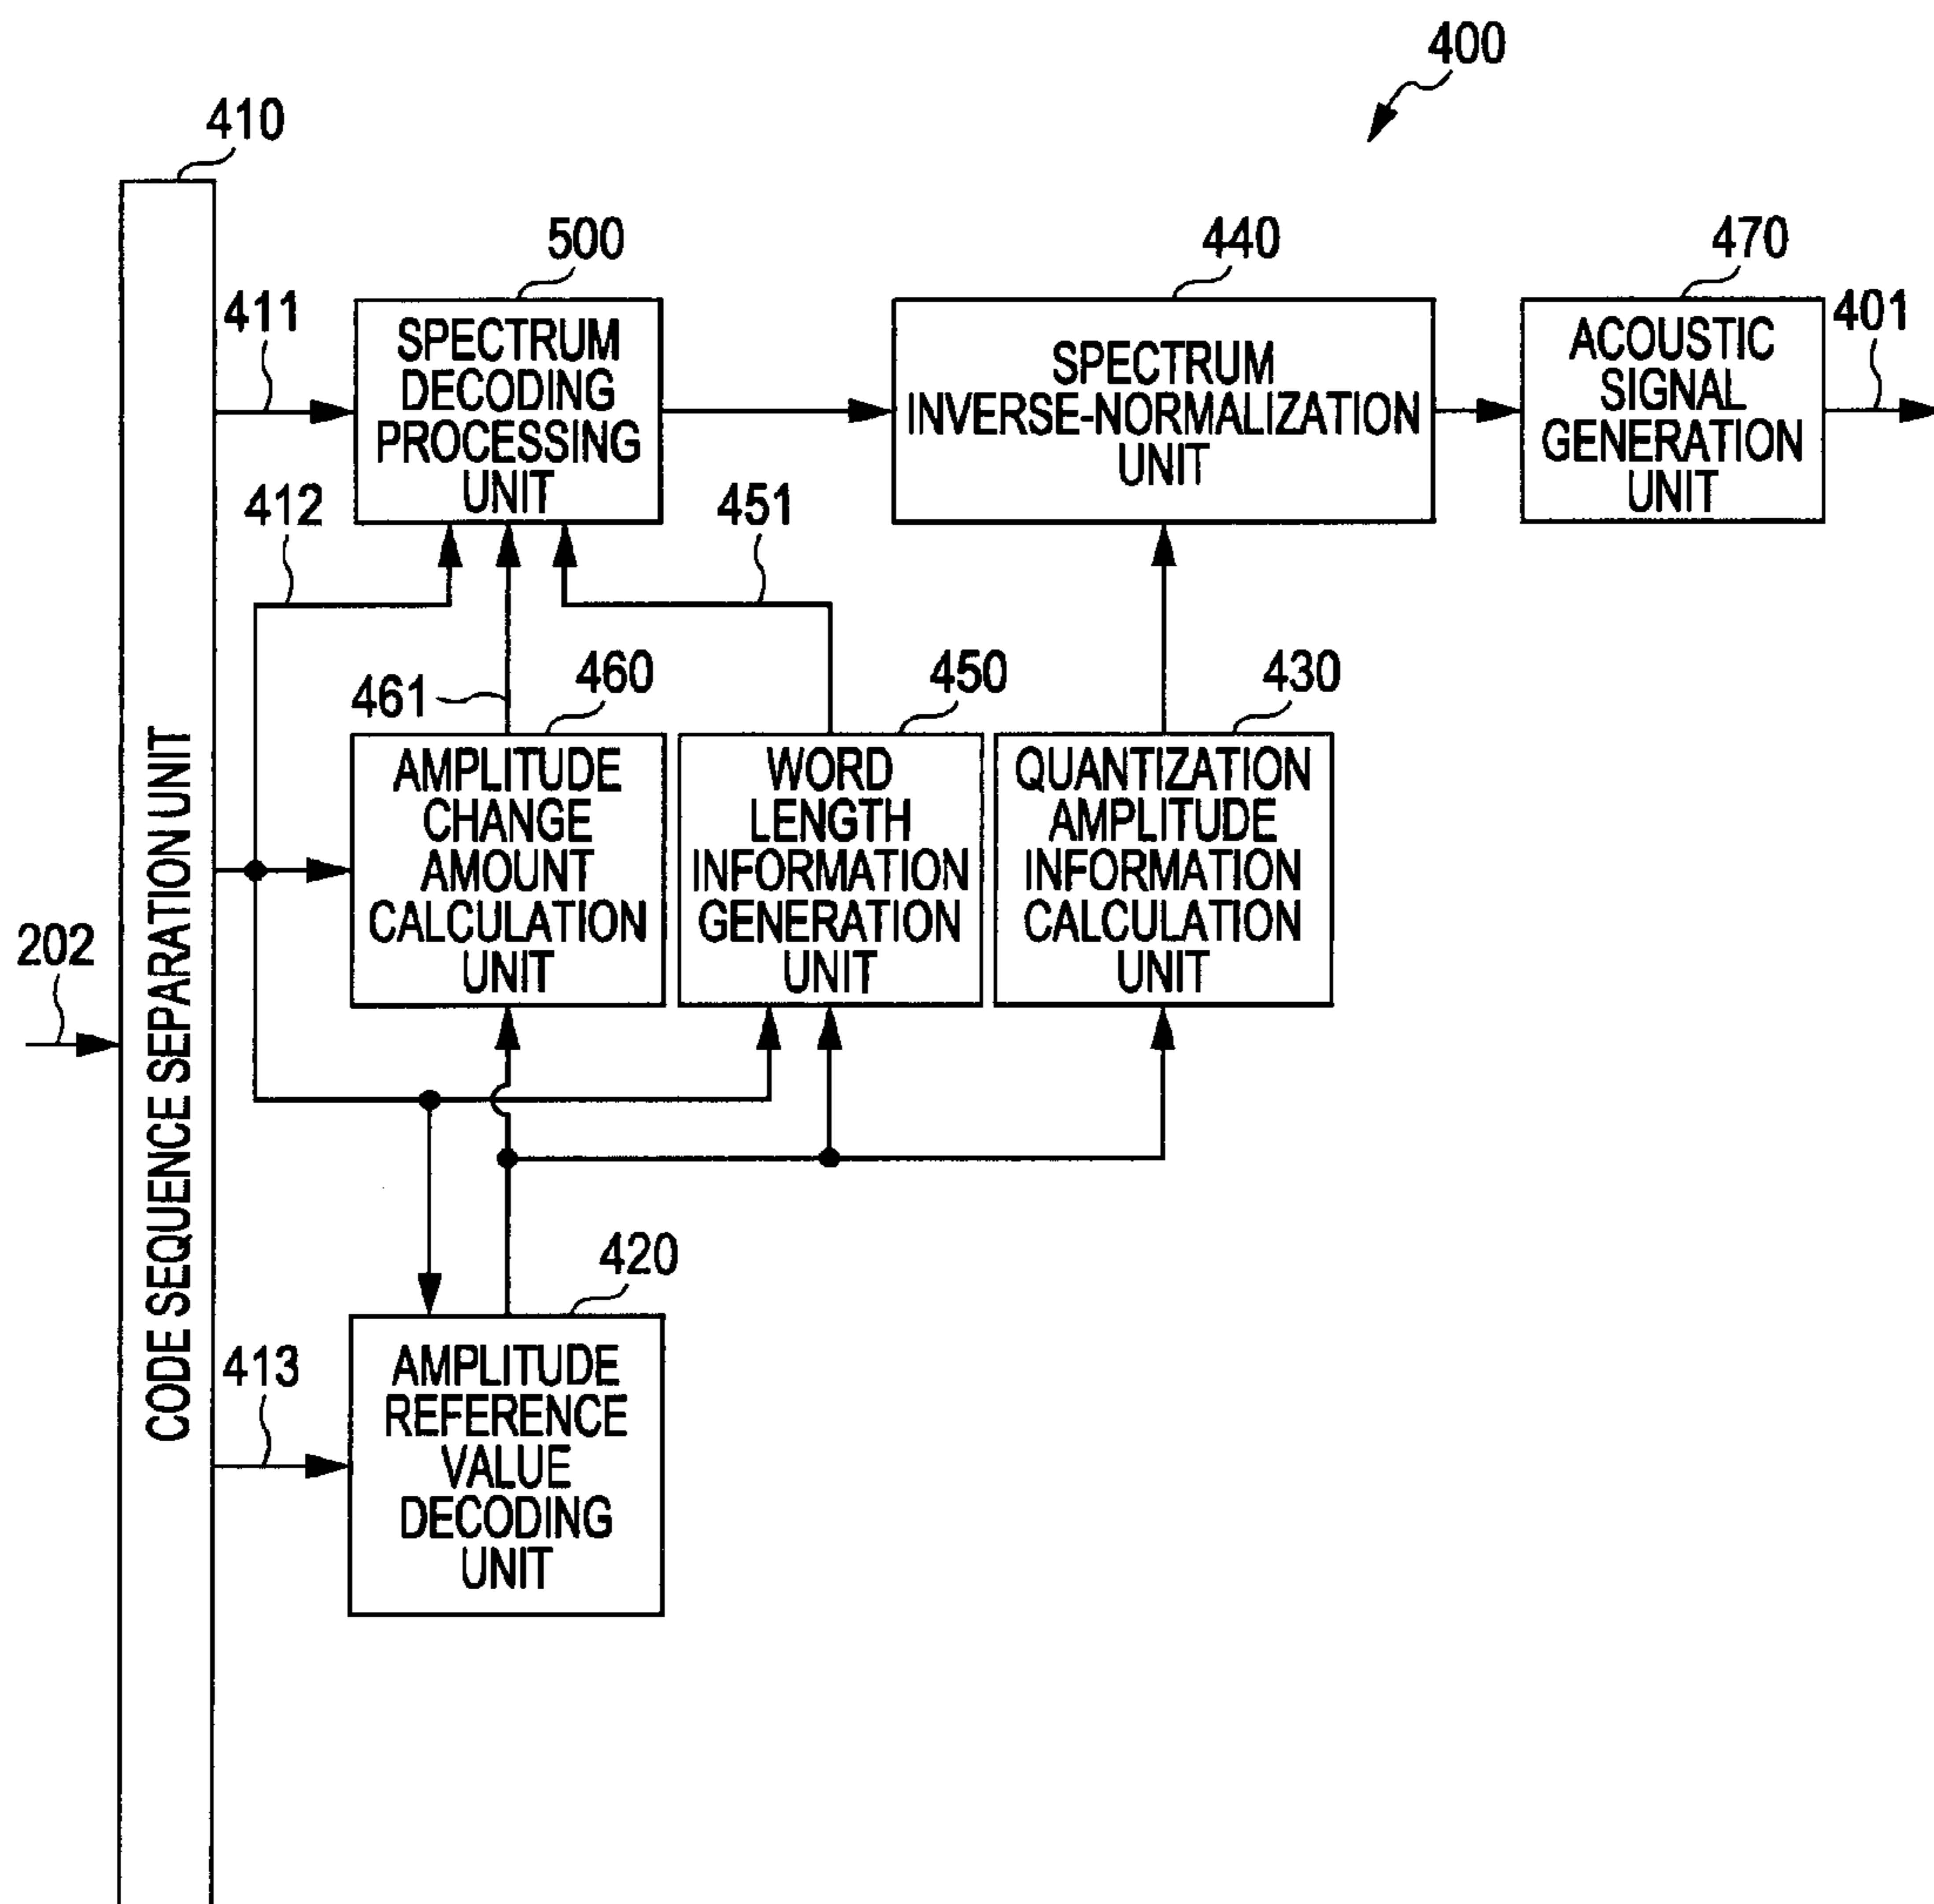 400
410
500
440
470
411
401
SPECTRUM
DECODING
PROCESSING
UNIT
SPECTRUM
INVERSE-NORMALIZATION
UNIT
ACOUSTIC
SIGNAL
GENERATION
UNIT
412
451
461
460
450
430
CODE SEQUENCE SEPARATION UNIT
AMPLITUDE
CHANGE
AMOUNT
CALCULATION
UNIT
WORD
LENGTH
INFORMATION
GENERATION
UNIT
QUANTIZATION
AMPLITUDE
INFORMATION
CALCULATION
UNIT
202
420
413
AMPLITUDE
REFERENCE
VALUE
DECODING
UNIT